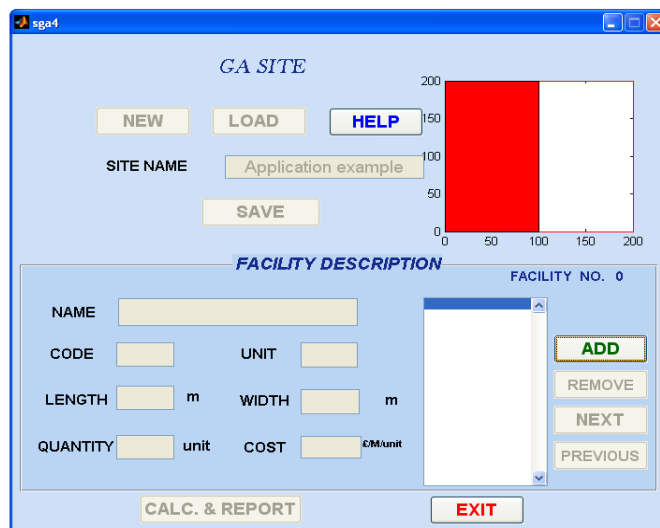 sga4
GA SITE
NEW LOAD HELP
SITE NAME Application example
SAVE
200
150
100
50
0
0 50 100 150 200
FACILITY DESCRIPTION
FACILITY NO. 0
NAME
CODE UNIT
ADD
LENGTH m WIDTH m
REMOVE
NEXT
QUANTITY unit COST £/M/unit
PREVIOUS
CALC. & REPORT EXIT